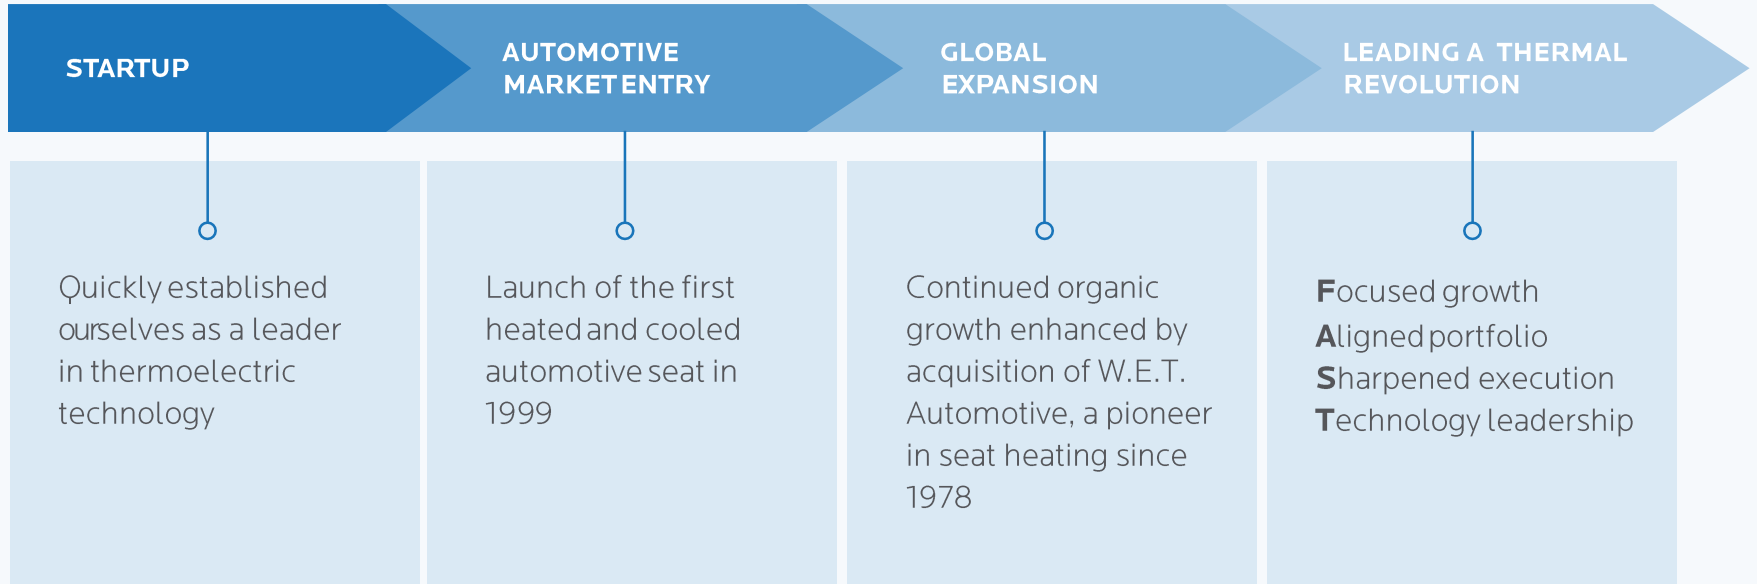 STARTUP
AUTOMOTIVE
MARKET ENTRY
GLOBAL
EXPANSION
LEADING A THERMAL
REVOLUTION
Quickly established
ourselves as a leader
in thermoelectric
technology
Launch of the first
heated and cooled
automotive seat in
1999
Continued organic
growth enhanced by
acquisition of W.E.T.
Automotive, a pioneer
in seat heating since
1978
Focused growth
Aligned portfolio
Sharpened execution
Technology leadership